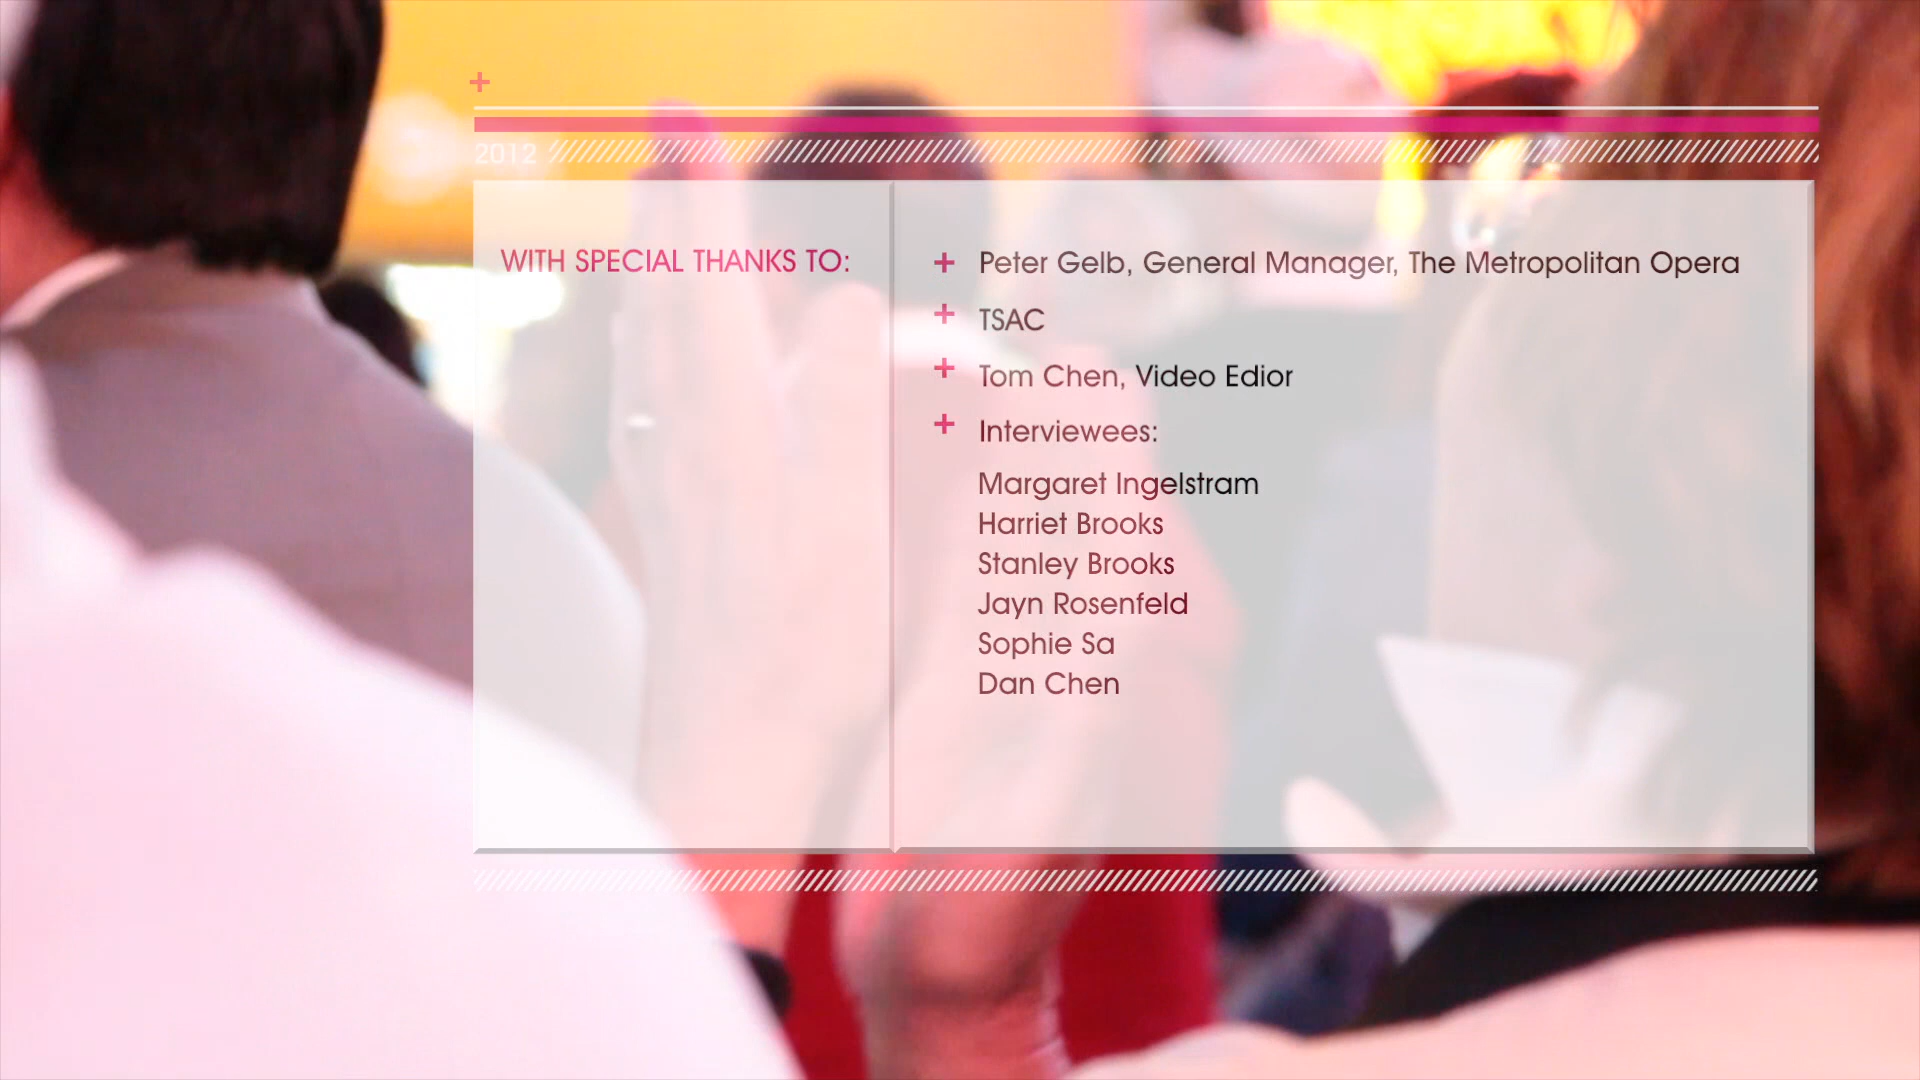 +
2012
WITH SPECIAL THANKS TO:
+ Peter Gelb, General Manager, The Metropolitan Opera
+ TSAC
+ Tom Chen, Video Edior
+ Interviewees:
Margaret Ingelstram
Harriet Brooks
Stanley Brooks
Jayn Rosenfeld
Sophie Sa
Dan Chen